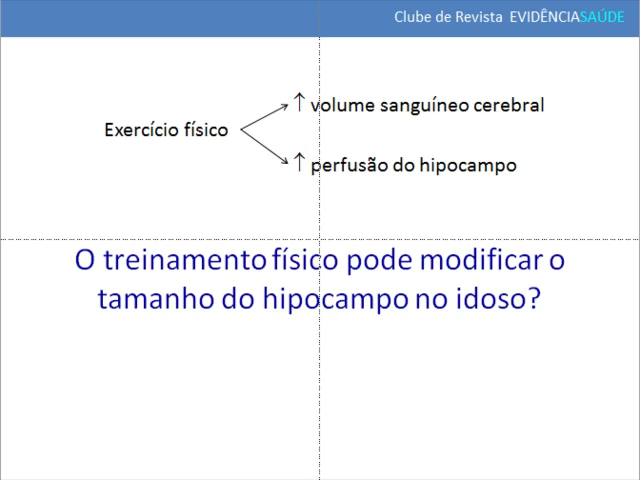 Clube de Revista EVIDÊNCIASAÚDE
↑ volume sanguíneo cerebral
Exercício físico
↑ perfusão do hipocampo
O treinamento físico pode modificar o
tamanho do hipocampo no idoso?